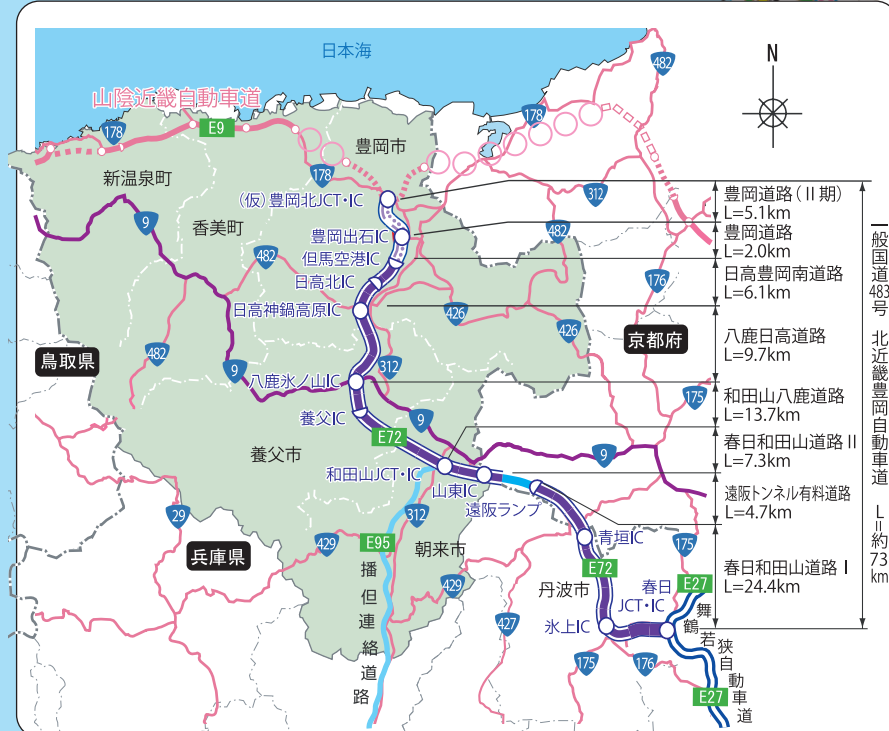 日本海
N
482
山陰近畿自動車道
178
E9
178
豊岡市
新温泉町
178
312
(仮)豊岡北JCT・IC
豊岡道路(Ⅱ期)
L=5.1km
9
香美町
豊岡出石IC
482
豊岡道路
L=2.0km
但馬空港IC
482
日高北IC
176
日高豊岡南道路
L=6.1km
日高神鍋高原IC
426
426
京都府
八鹿日高道路
L=9.7km
鳥取県
482
9
312
八鹿氷ノ山IC
175
和田山八鹿道路
L=13.7km
養父IC
9
E72
9
春日和田山道路Ⅱ
L=7.3km
養父市
和田山JCT・IC
山東IC
遠阪ランプ
遠阪トンネル有料道路
L=4.7km
29
312
429
E95
朝来市
青垣IC
175
兵庫県
播但連絡道路
429
E72
丹波市
春日
JCT・IC
E27
春日和田山道路Ⅰ
L=24.4km
427
氷上IC
175
176
舞鶴若狭自動車道
E27
一般国道483号 北近畿豊岡自動車道 L=約73km